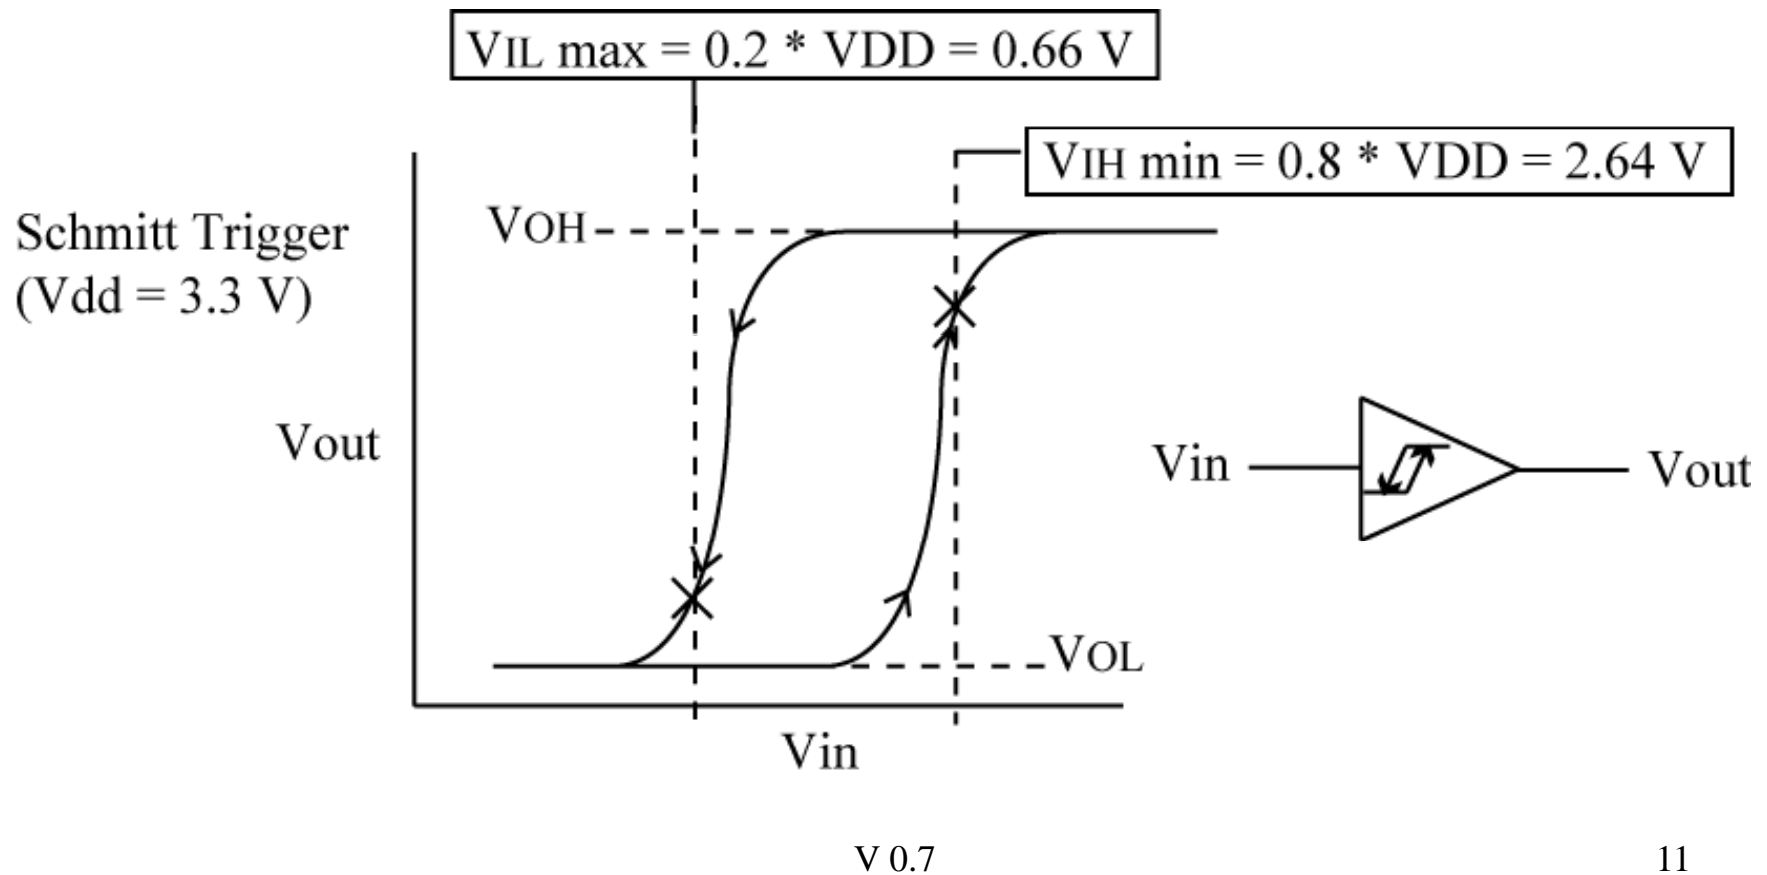 VIL max = 0.2 * VDD = 0.66 V
VIH min = 0.8 * VDD = 2.64 V
Schmitt Trigger
(Vdd = 3.3 V)
VOH
Vout
Vin
Vout
VOL
Vin
V 0.7
11